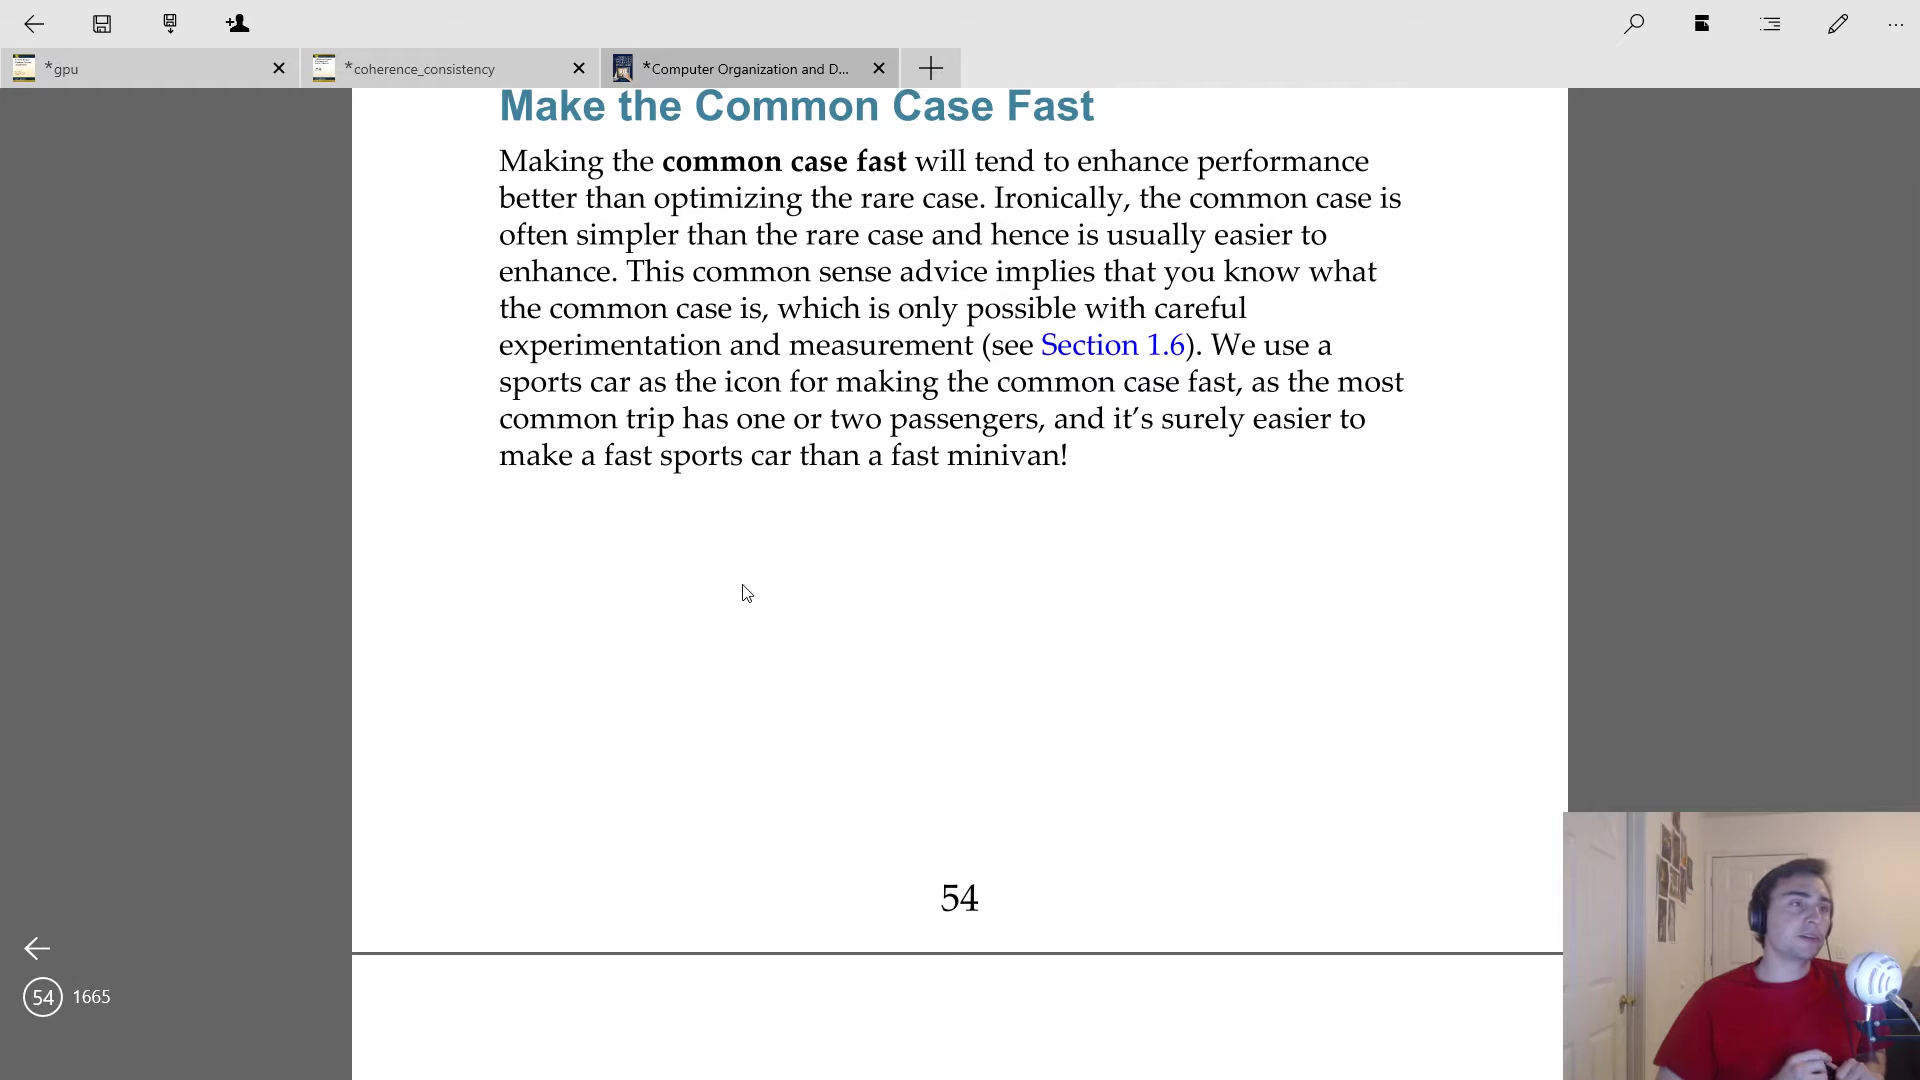 *gpu
*coherence_consistency
*Computer Organization and D...
Make the Common Case Fast
Making the common case fast will tend to enhance performance
better than optimizing the rare case. Ironically, the common case is
often simpler than the rare case and hence is usually easier to
enhance. This common sense advice implies that you know what
the common case is, which is only possible with careful
experimentation and measurement (see Section 1.6). We use a
sports car as the icon for making the common case fast, as the most
common trip has one or two passengers, and it’s surely easier to
make a fast sports car than a fast minivan!
54
54 1665